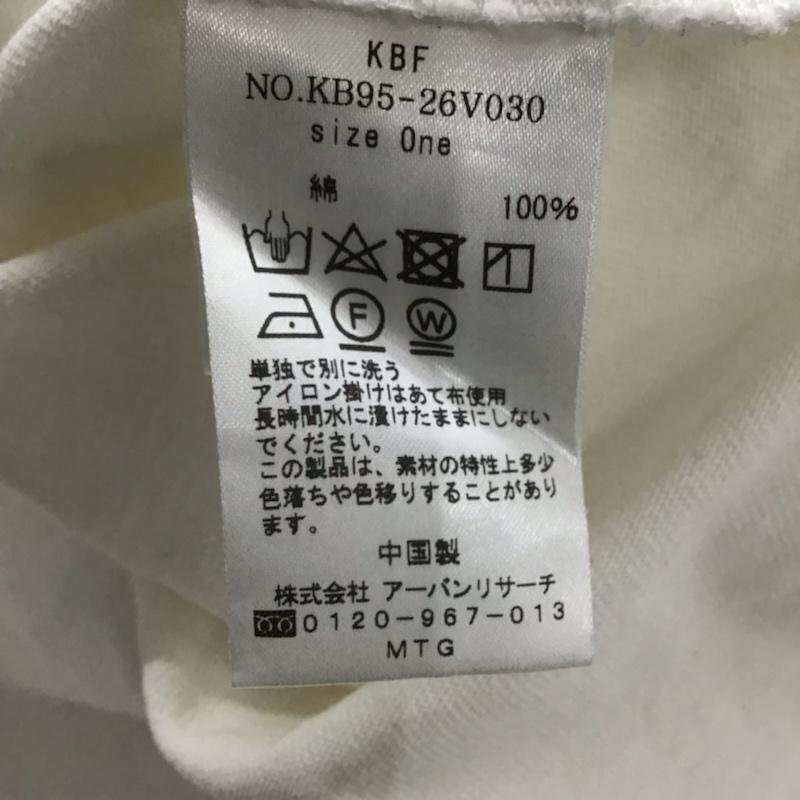 KBF
NO.KB95-26V030
size One
綿 100%
F W
単独で別に洗う
アイロン掛けはあて布使用
長時間水に漬けたままにしない
でください。
この製品は、素材の特性上多少
色落ちや色移りすることがあり
ます。
中国製
株式会社 アーバンリサーチ
0120-967-013
MTG